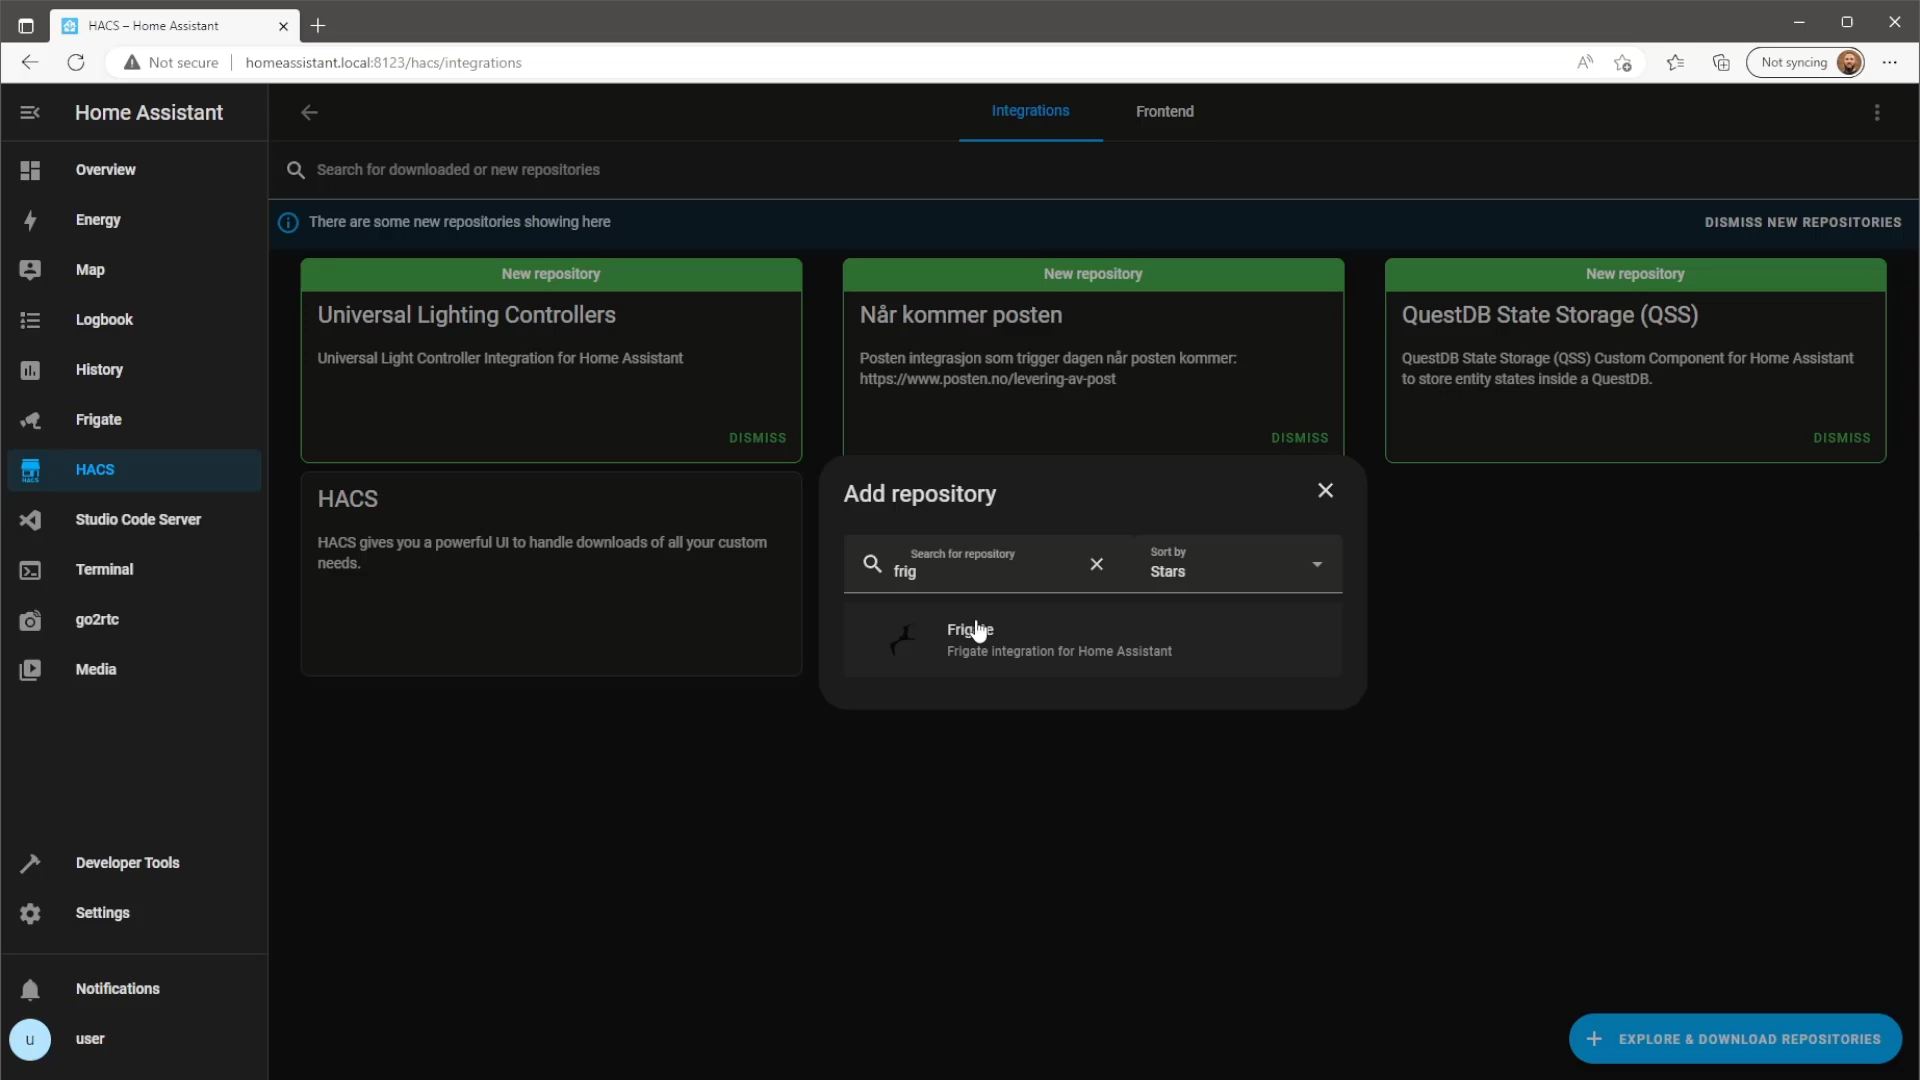 HACS – Home Assistant
Not secure
homeassistant.local:8123/hacs/integrations
Not syncing
Home Assistant
Integrations
Frontend
Overview
Energy
Map
Logbook
History
Frigate
HACS
Studio Code Server
Terminal
go2rtc
Media
Developer Tools
Settings
Notifications
u
user
Search for downloaded or new repositories
There are some new repositories showing here
DISMISS NEW REPOSITORIES
New repository
Universal Lighting Controllers
Universal Light Controller Integration for Home Assistant
DISMISS
New repository
Når kommer posten
Posten integrasjon som trigger dagen når posten kommer:
https://www.posten.no/levering-av-post
DISMISS
New repository
QuestDB State Storage (QSS)
QuestDB State Storage (QSS) Custom Component for Home Assistant
to store entity states inside a QuestDB.
DISMISS
HACS
HACS gives you a powerful UI to handle downloads of all your custom
needs.
Add repository
Search for repository
frig
Sort by
Stars
Frigate
Frigate integration for Home Assistant
EXPLORE & DOWNLOAD REPOSITORIES